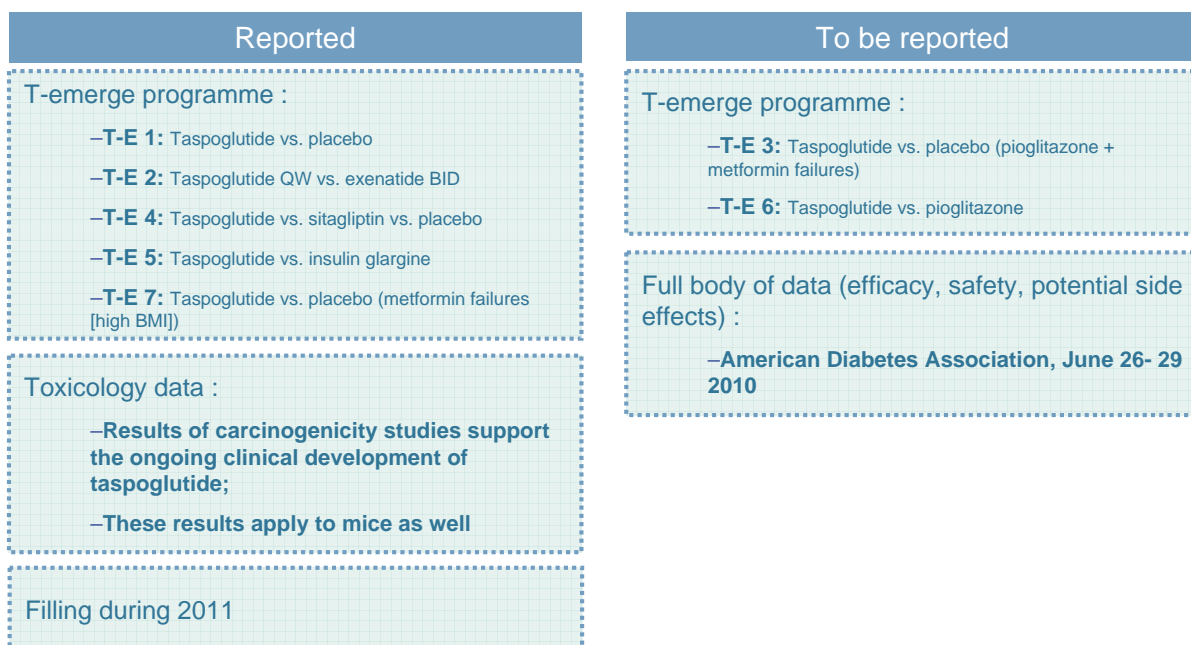 Reported
T-emerge programme :
–T-E 1: Taspoglutide vs. placebo
–T-E 2: Taspoglutide QW vs. exenatide BID
–T-E 4: Taspoglutide vs. sitagliptin vs. placebo
–T-E 5: Taspoglutide vs. insulin glargine
–T-E 7: Taspoglutide vs. placebo (metformin failures
[high BMI])
Toxicology data :
–Results of carcinogenicity studies support
the ongoing clinical development of
taspoglutide;
–These results apply to mice as well
Filling during 2011
To be reported
T-emerge programme :
–T-E 3: Taspoglutide vs. placebo (pioglitazone +
metformin failures)
–T-E 6: Taspoglutide vs. pioglitazone
Full body of data (efficacy, safety, potential side
effects) :
–American Diabetes Association, June 26- 29
2010